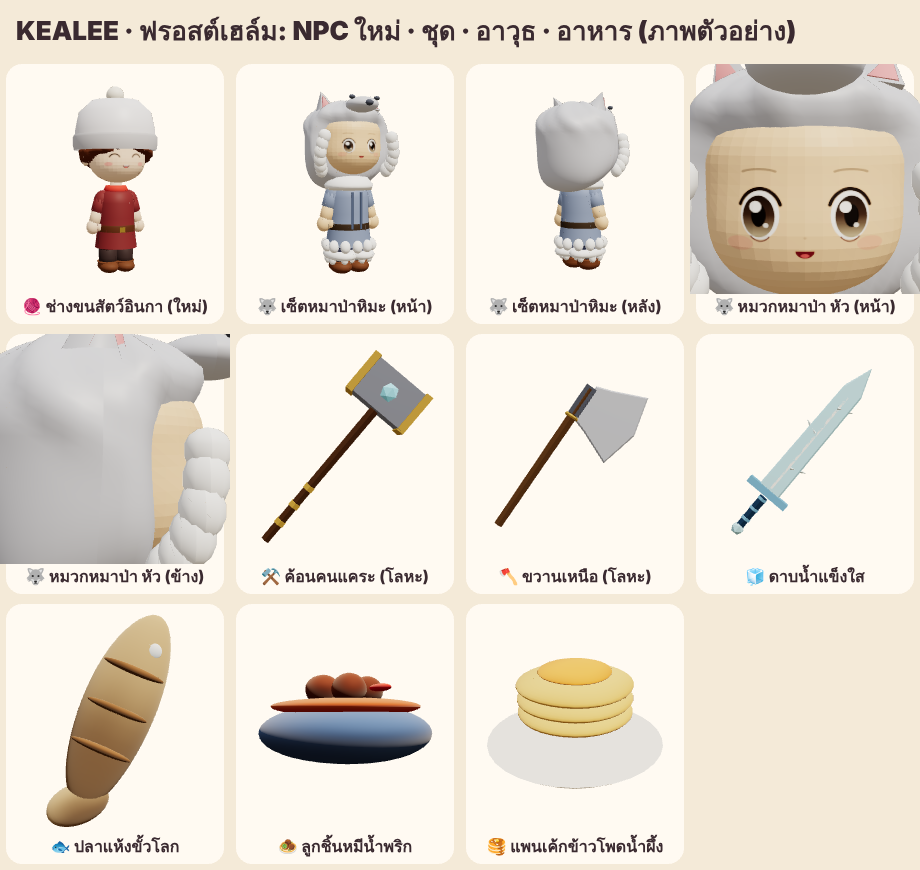 KEALEE · ฟรอสต์เฮล์ม: NPC ใหม่ · ชุด · อาวุธ · อาหาร (ภาพตัวอย่าง)
ช่างขนสัตว์อินกา (ใหม่)
เซ็ตหมาป่าหิมะ (หน้า)
เซ็ตหมาป่าหิมะ (หลัง)
หมวกหมาป่า หัว (หน้า)
หมวกหมาป่า หัว (ข้าง)
ค้อนคนแคระ (โลหะ)
ขวานเหนือ (โลหะ)
ดาบน้ำแข็งใส
ปลาแห้งขั้วโลก
ลูกชิ้นหมีน้ำพริก
แพนเค้กข้าวโพดน้ำผึ้ง